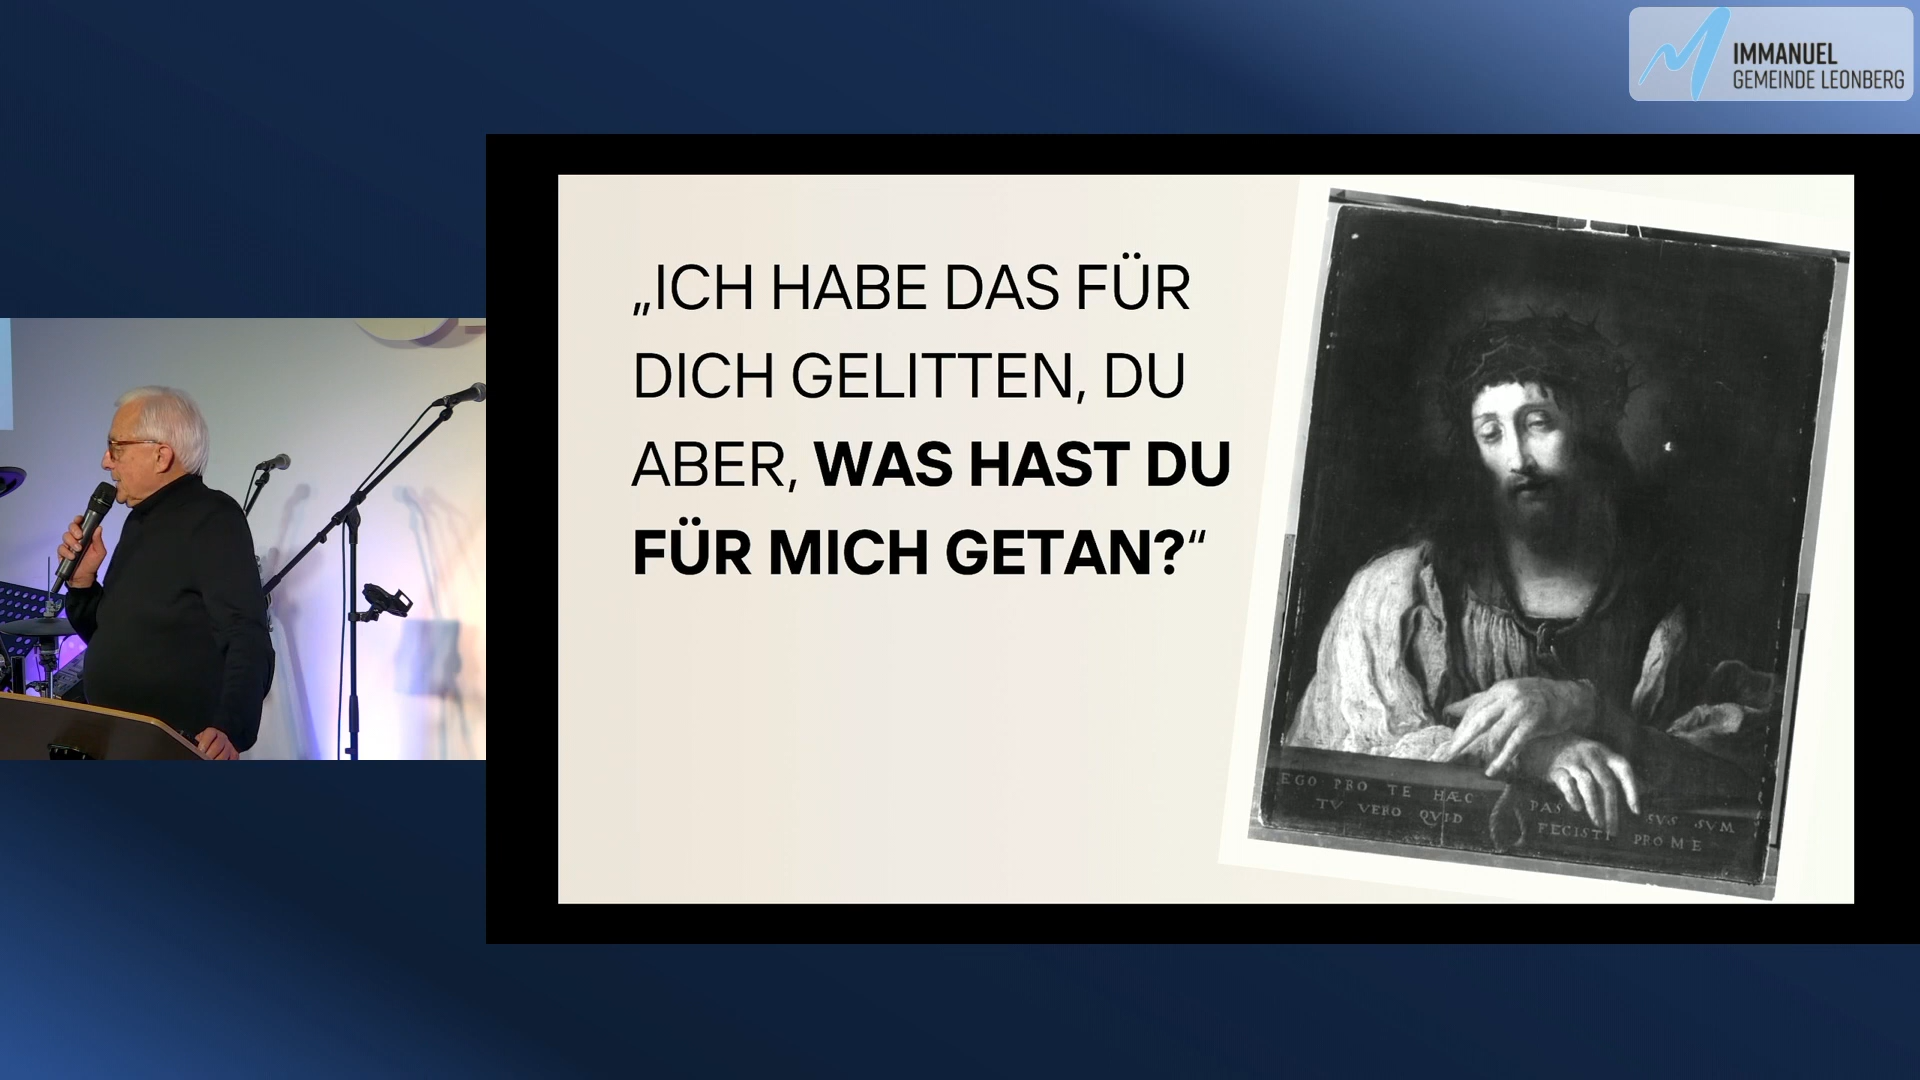 IMMANUEL
GEMEINDE LEONBERG
„ICH HABE DAS FÜR
DICH GELITTEN, DU
ABER, WAS HAST DU
FÜR MICH GETAN?“
EGO PRO TE HÆC PAS SVS SVM
TV VERO QVID FECISTI PRO ME